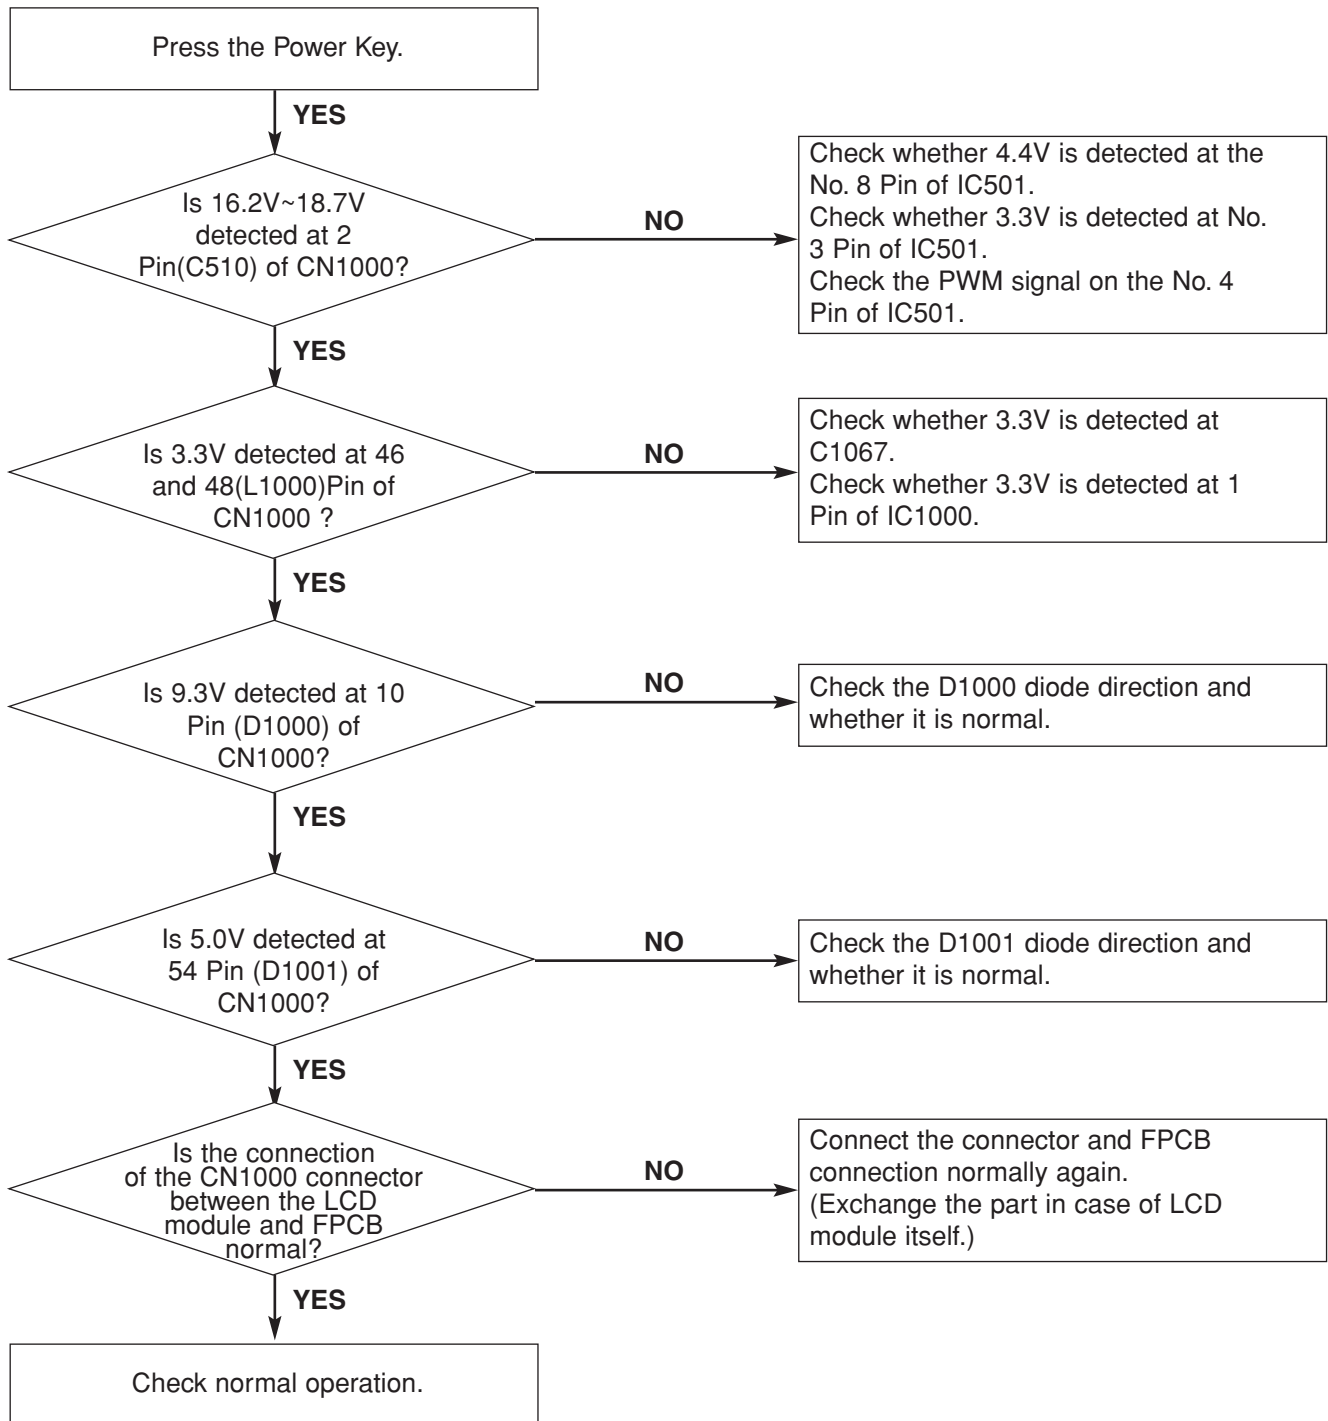 Press the Power Key.
YES
Is 16.2V~18.7V
detected at 2
Pin(C510) of CN1000?
NO
Check whether 4.4V is detected at the
No. 8 Pin of IC501.
Check whether 3.3V is detected at No.
3 Pin of IC501.
Check the PWM signal on the No. 4
Pin of IC501.
YES
Is 3.3V detected at 46
and 48(L1000)Pin of
CN1000 ?
NO
Check whether 3.3V is detected at
C1067.
Check whether 3.3V is detected at 1
Pin of IC1000.
YES
Is 9.3V detected at 10
Pin (D1000) of
CN1000?
NO
Check the D1000 diode direction and
whether it is normal.
YES
Is 5.0V detected at
54 Pin (D1001) of
CN1000?
NO
Check the D1001 diode direction and
whether it is normal.
YES
Is the connection
of the CN1000 connector
between the LCD
module and FPCB
normal?
NO
Connect the connector and FPCB
connection normally again.
(Exchange the part in case of LCD
module itself.)
YES
Check normal operation.